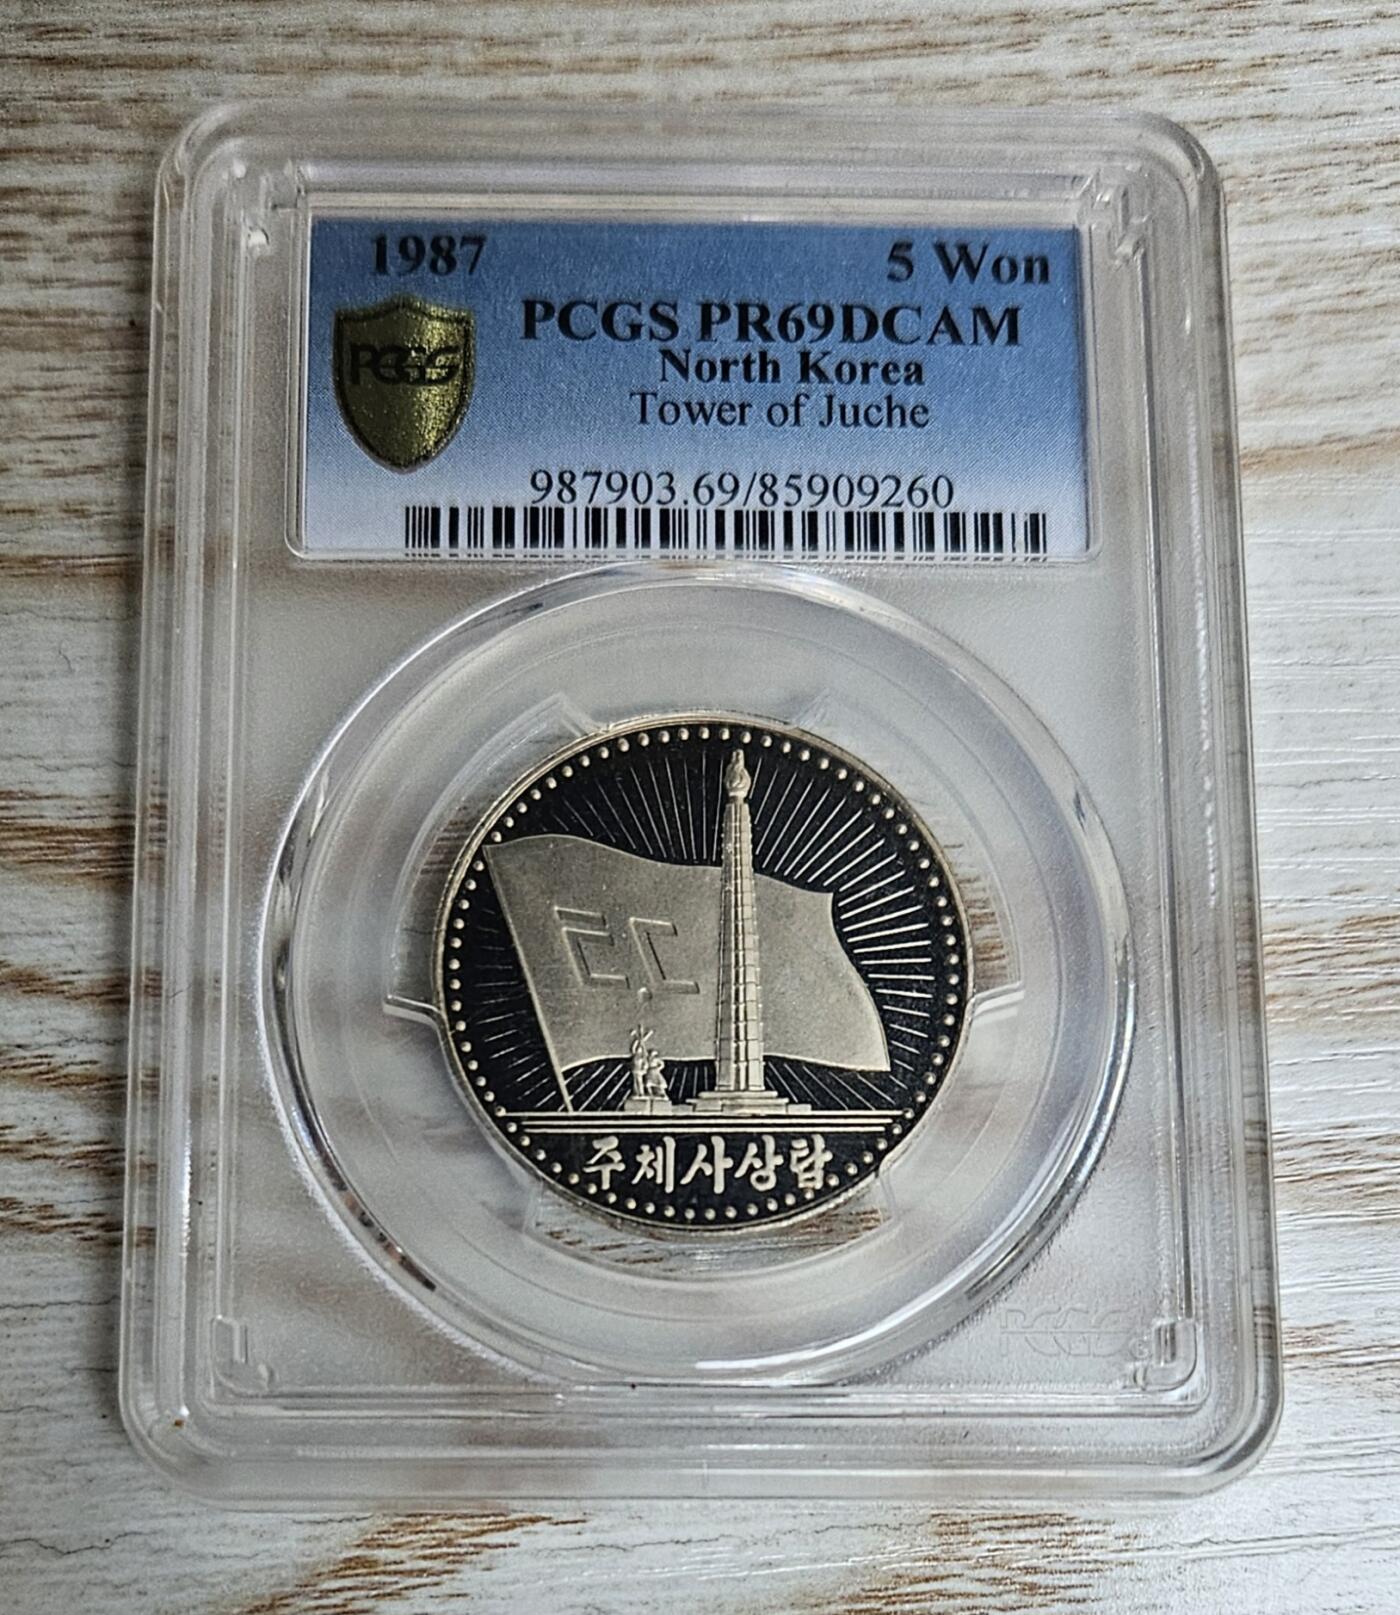 1987 5 Won
PCGS PR69DCAM
PCGS North Korea
Tower of Juche
987903.69/85909260
주체사상탑
PCGS